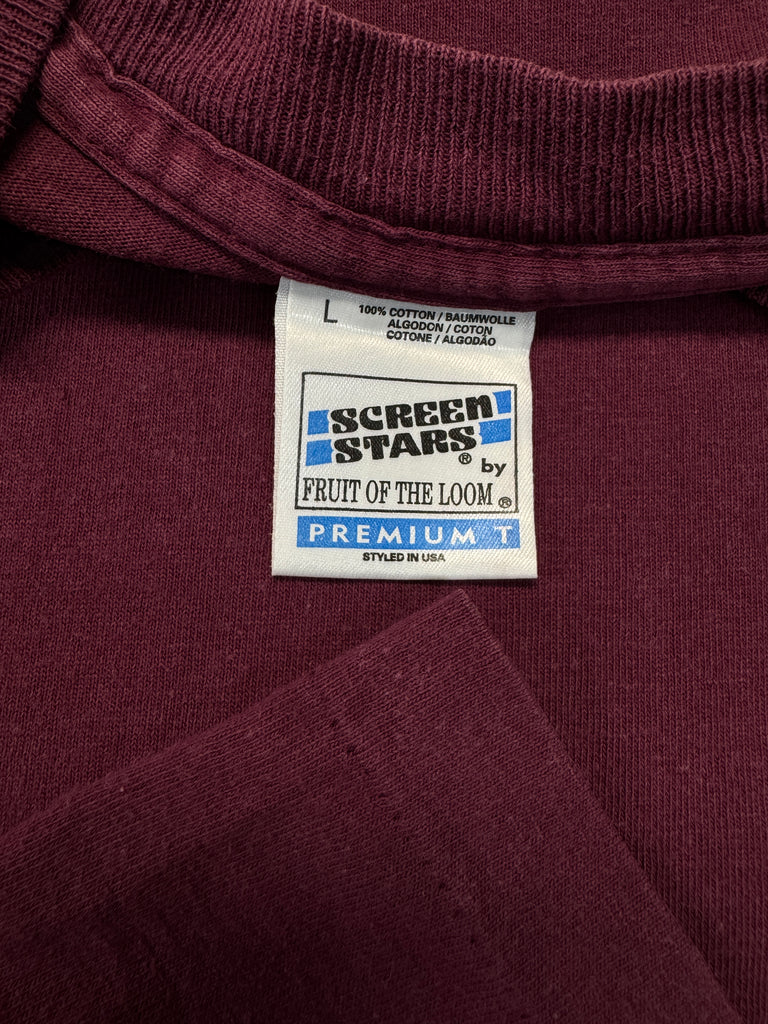 L
100% COTTON / BAUMWOLLE
ALGODON / COTON
COTONE / ALGODÃO
SCREEN
STARS®
by
FRUIT OF THE LOOM®
PREMIUM T
STYLED IN USA